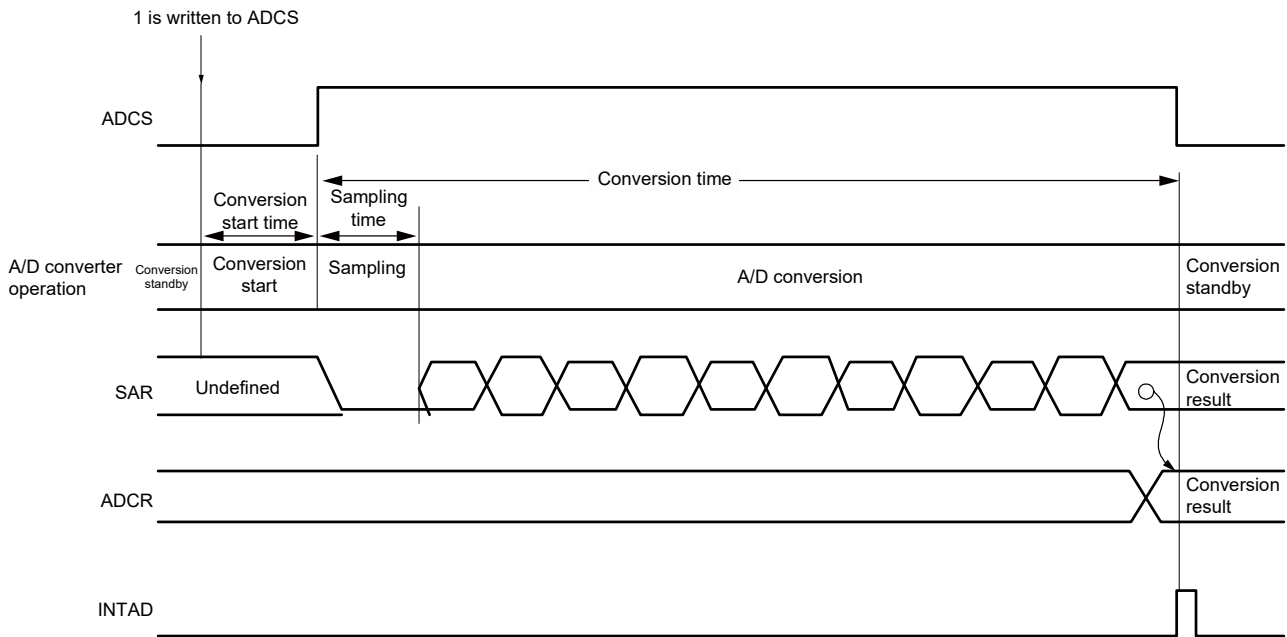 1 is written to ADCS
ADCS
Conversion time
Conversion
start time
Sampling
time
A/D converter
operation
Conversion
standby
Conversion
start
Sampling
A/D conversion
Conversion
standby
SAR
Undefined
Conversion
result
ADCR
Conversion
result
INTAD